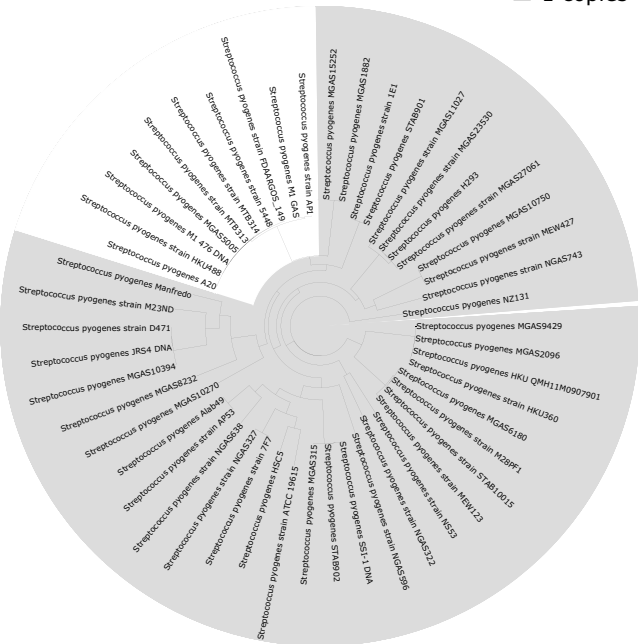 copies
Streptococcus pyogenes MGAS15252
Streptococcus pyogenes MGAS1882
Streptococcus pyogenes strain 1E1
Streptococcus pyogenes STAB901
Streptococcus pyogenes strain MGAS11027
Streptococcus pyogenes strain MGAS23530
Streptococcus pyogenes H293
Streptococcus pyogenes strain MGAS27061
Streptococcus pyogenes MGAS10750
Streptococcus pyogenes strain MEW427
Streptococcus pyogenes strain NGAS743
Streptococcus pyogenes NZ131
Streptococcus pyogenes MGAS9429
Streptococcus pyogenes MGAS2096
Streptococcus pyogenes HKU QMH11M0907901
Streptococcus pyogenes strain HKU360
Streptococcus pyogenes MGAS6180
Streptococcus pyogenes strain M28PF1
Streptococcus pyogenes strain STAB10015
Streptococcus pyogenes strain MEW123
Streptococcus pyogenes strain NS53
Streptococcus pyogenes strain NGAS322
Streptococcus pyogenes strain NGAS596
Streptococcus pyogenes SSI-1 DNA
Streptococcus pyogenes STAB902
Streptococcus pyogenes MGAS315
Streptococcus pyogenes strain ATCC 19615
Streptococcus pyogenes HSC5
Streptococcus pyogenes strain 7F7
Streptococcus pyogenes strain NGAS327
Streptococcus pyogenes strain NGAS638
Streptococcus pyogenes strain AP53
Streptococcus pyogenes Alab49
Streptococcus pyogenes MGAS10270
Streptococcus pyogenes MGAS8232
Streptococcus pyogenes MGAS10394
Streptococcus pyogenes JRS4 DNA
Streptococcus pyogenes strain D471
Streptococcus pyogenes strain M23ND
Streptococcus pyogenes Manfredo
Streptococcus pyogenes A20
Streptococcus pyogenes strain HKU488
Streptococcus pyogenes M1 476 DNA
Streptococcus pyogenes MGAS5005
Streptococcus pyogenes strain MTB313
Streptococcus pyogenes strain MTB314
Streptococcus pyogenes strain 5448
Streptococcus pyogenes strain FDAARGOS_149
Streptococcus pyogenes M1 GAS
Streptococcus pyogenes strain AP1